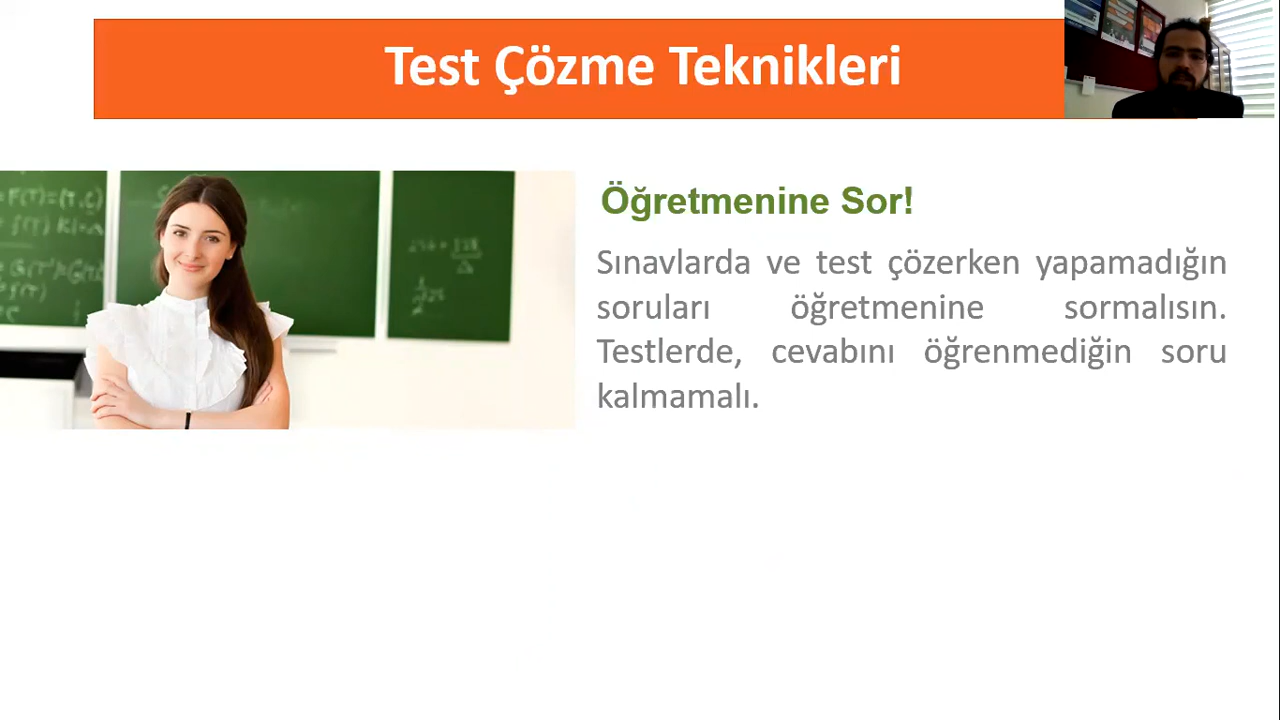 Test Çözme Teknikleri
Öğretmenine Sor!
Sınavlarda ve test çözerken yapamadığın
soruları öğretmenine sormalısın.
Testlerde, cevabını öğrenmediğin soru
kalmamalı.